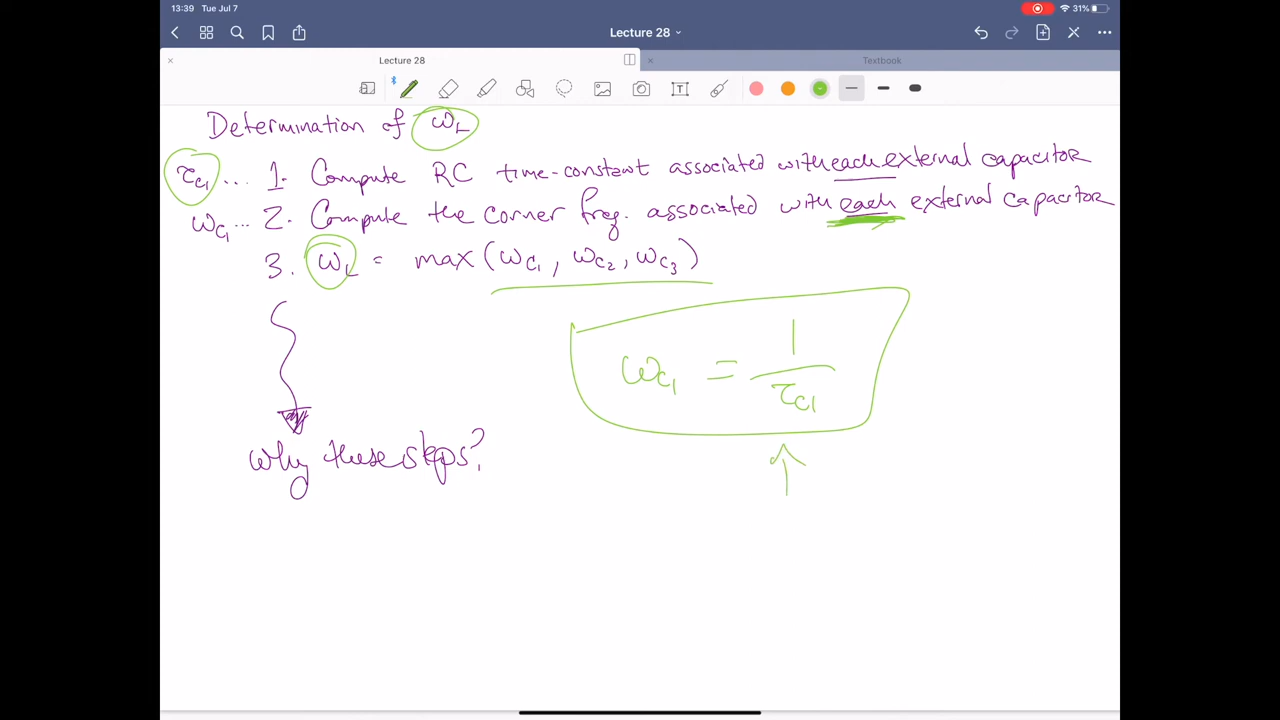 13:39 Tue Jul 7
31%
Lecture 28
Lecture 28
Textbook
Determination of ωL
τC1 ... 1. Compute RC time-constant associated with each external capacitor
ωC1 ... 2. Compute the corner freq. associated with each external capacitor
3. ωL = max (ωC1, ωC2, ωC3)
ωC1 = 1/τC1
Why these steps?